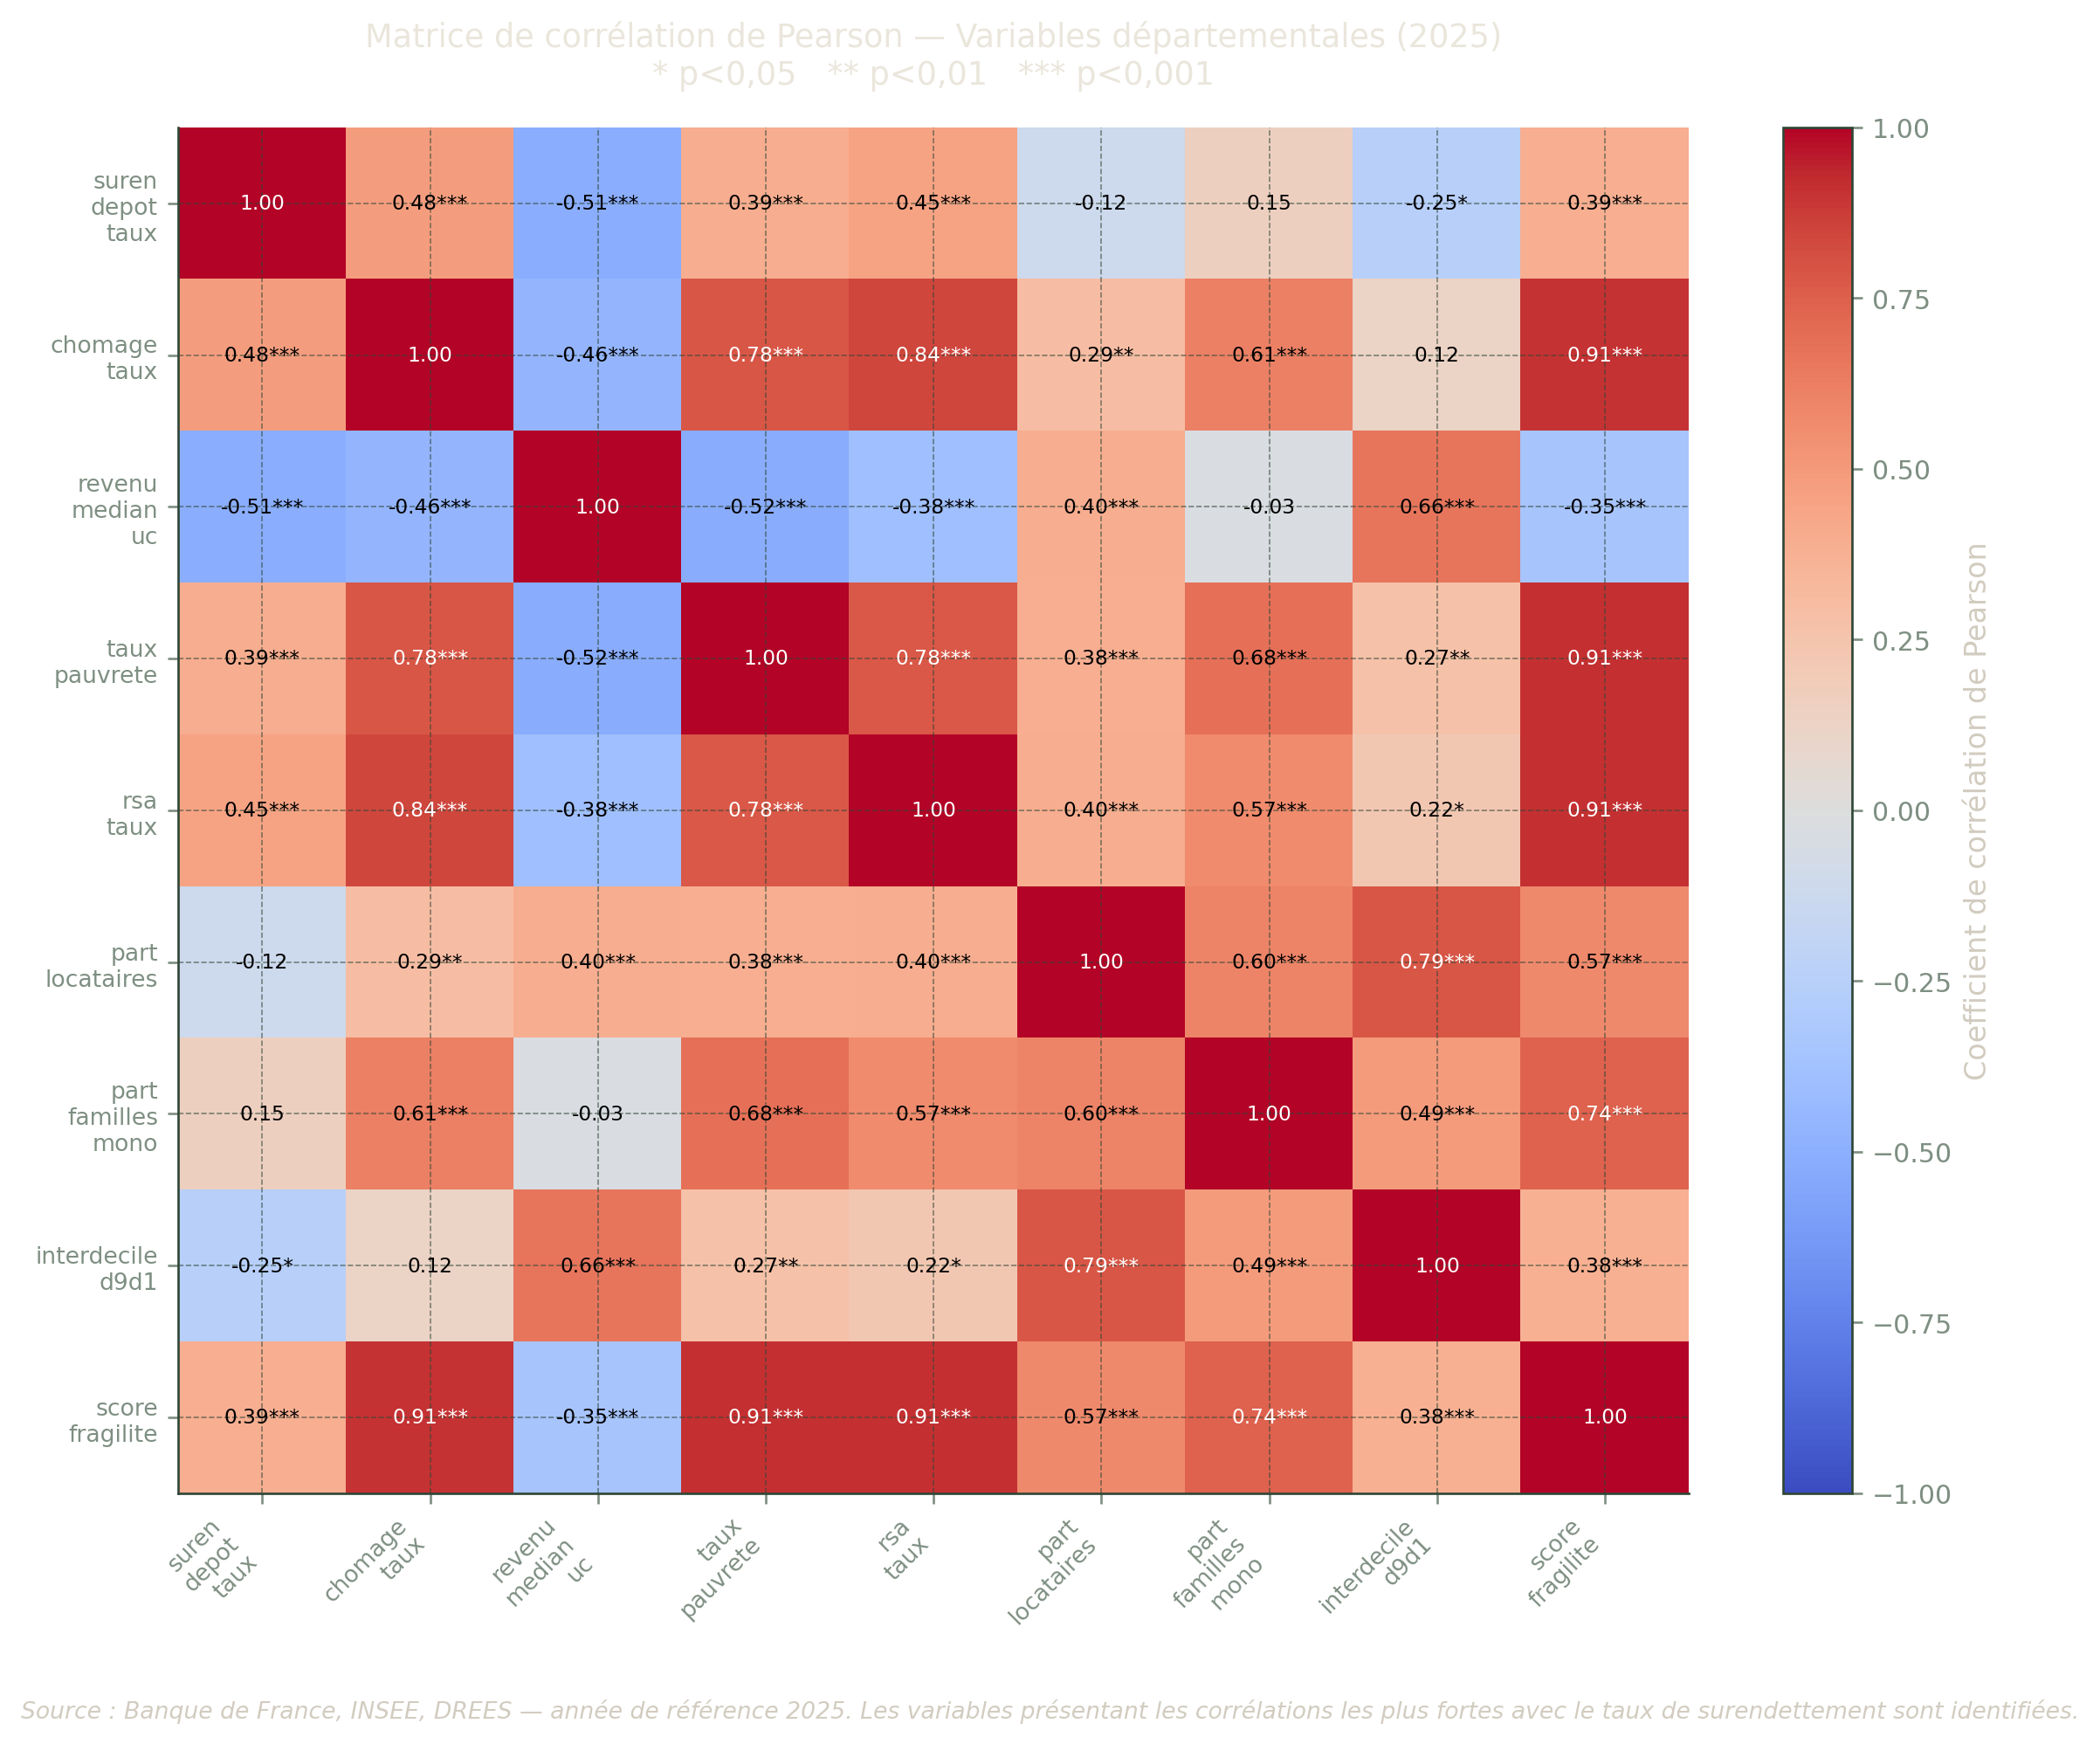 Matrice de corrélation de Pearson — Variables départementales (2025)
* p<0,05   ** p<0,01   *** p<0,001
suren
depot
taux
1.00 0.48*** -0.51*** 0.39*** 0.45*** -0.12 0.15 -0.25* 0.39***
chomage
taux
0.48*** 1.00 -0.46*** 0.78*** 0.84*** 0.29** 0.61*** 0.12 0.91***
revenu
median
uc
-0.51*** -0.46*** 1.00 -0.52*** -0.38*** 0.40*** -0.03 0.66*** -0.35***
taux
pauvrete
0.39*** 0.78*** -0.52*** 1.00 0.78*** 0.38*** 0.68*** 0.27** 0.91***
rsa
taux
0.45*** 0.84*** -0.38*** 0.78*** 1.00 0.40*** 0.57*** 0.22* 0.91***
part
locataires
-0.12 0.29** 0.40*** 0.38*** 0.40*** 1.00 0.60*** 0.79*** 0.57***
part
familles
mono
0.15 0.61*** -0.03 0.68*** 0.57*** 0.60*** 1.00 0.49*** 0.74***
interdecile
d9d1
-0.25* 0.12 0.66*** 0.27** 0.22* 0.79*** 0.49*** 1.00 0.38***
score
fragilite
0.39*** 0.91*** -0.35*** 0.91*** 0.91*** 0.57*** 0.74*** 0.38*** 1.00
suren
depot
taux
chomage
taux
revenu
median
uc
taux
pauvrete
rsa
taux
part
locataires
part
familles
mono
interdecile
d9d1
score
fragilite
1.00
0.75
0.50
0.25
0.00
−0.25
−0.50
−0.75
−1.00
Coefficient de corrélation de Pearson
Source : Banque de France, INSEE, DREES — année de référence 2025. Les variables présentant les corrélations les plus fortes avec le taux de surendettement sont identifiées.